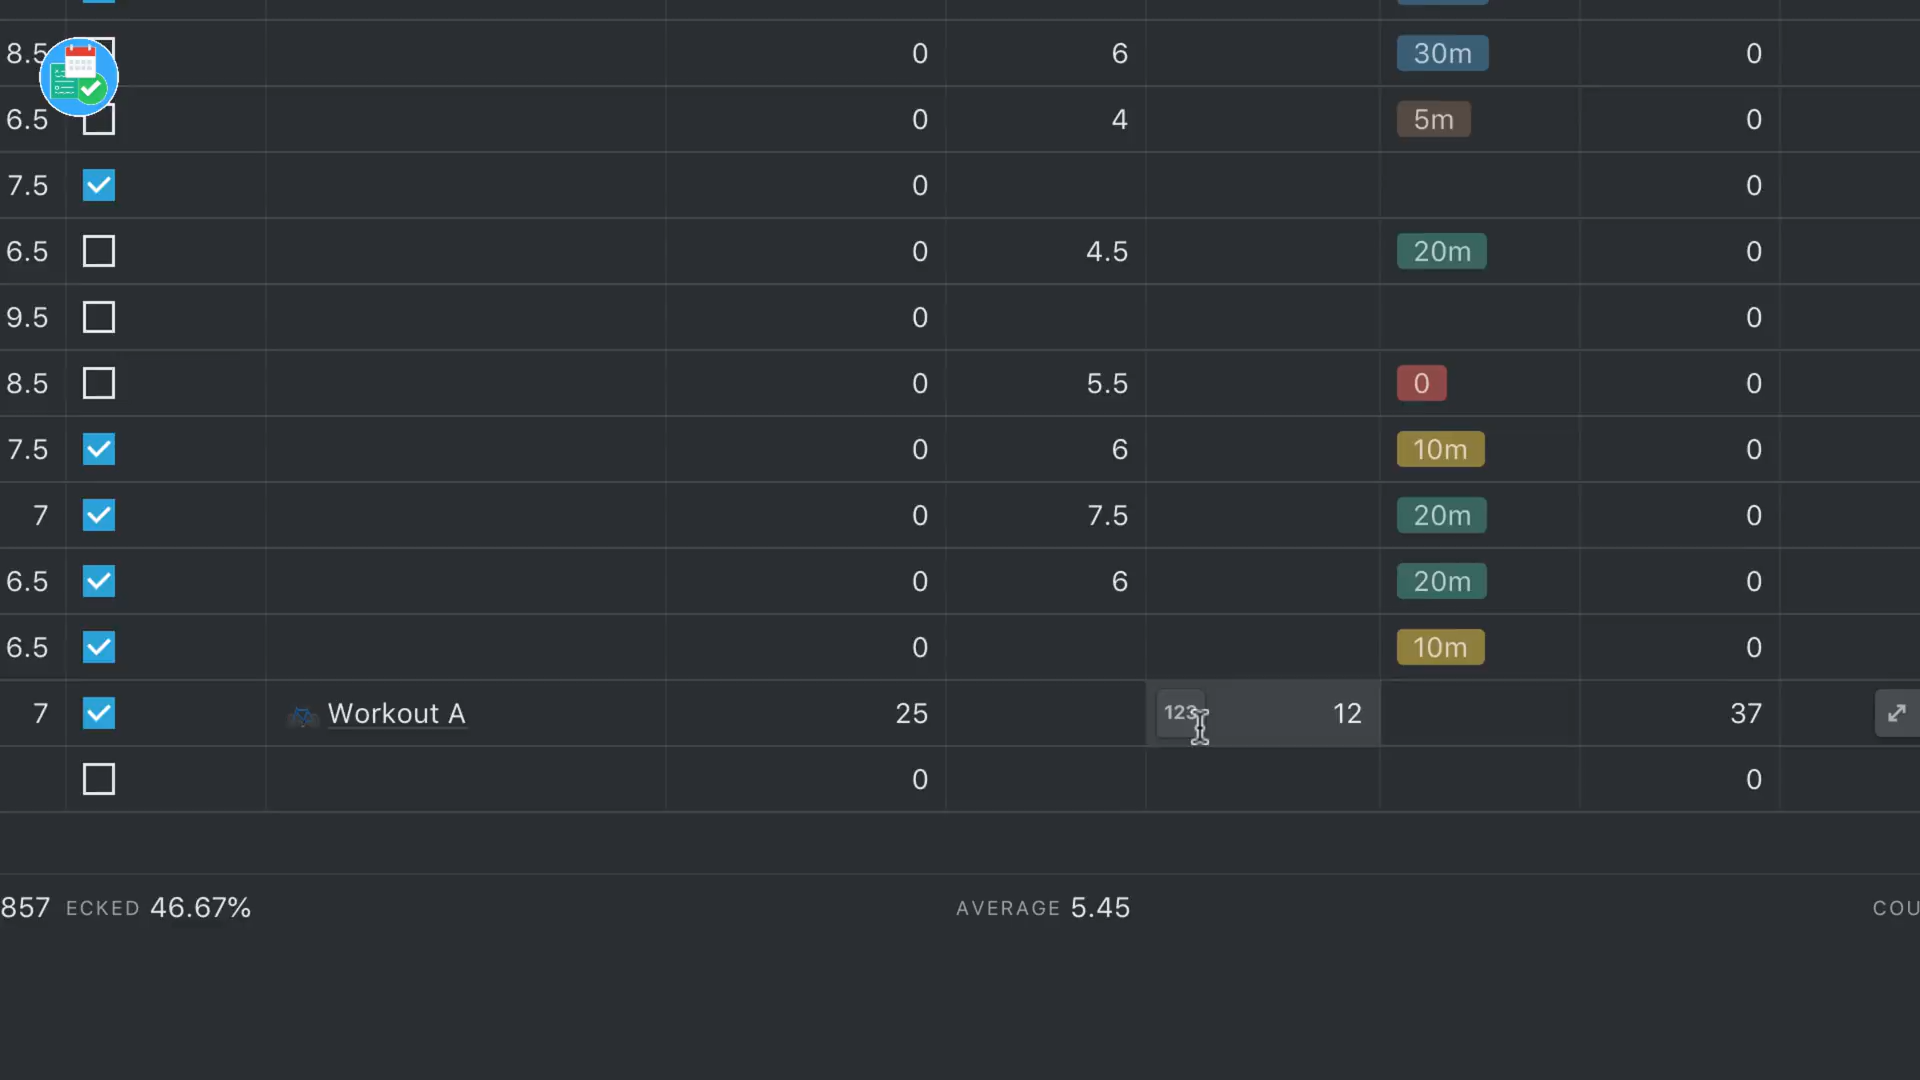 8.5 0 6 30m 0
6.5 0 4 5m 0
7.5 0 0
6.5 0 4.5 20m 0
9.5 0 0
8.5 0 5.5 0 0
7.5 0 6 10m 0
7 0 7.5 20m 0
6.5 0 6 20m 0
6.5 0 10m 0
7 Workout A 25 123 12 37
0 0
857 ECKED 46.67% AVERAGE 5.45 COU